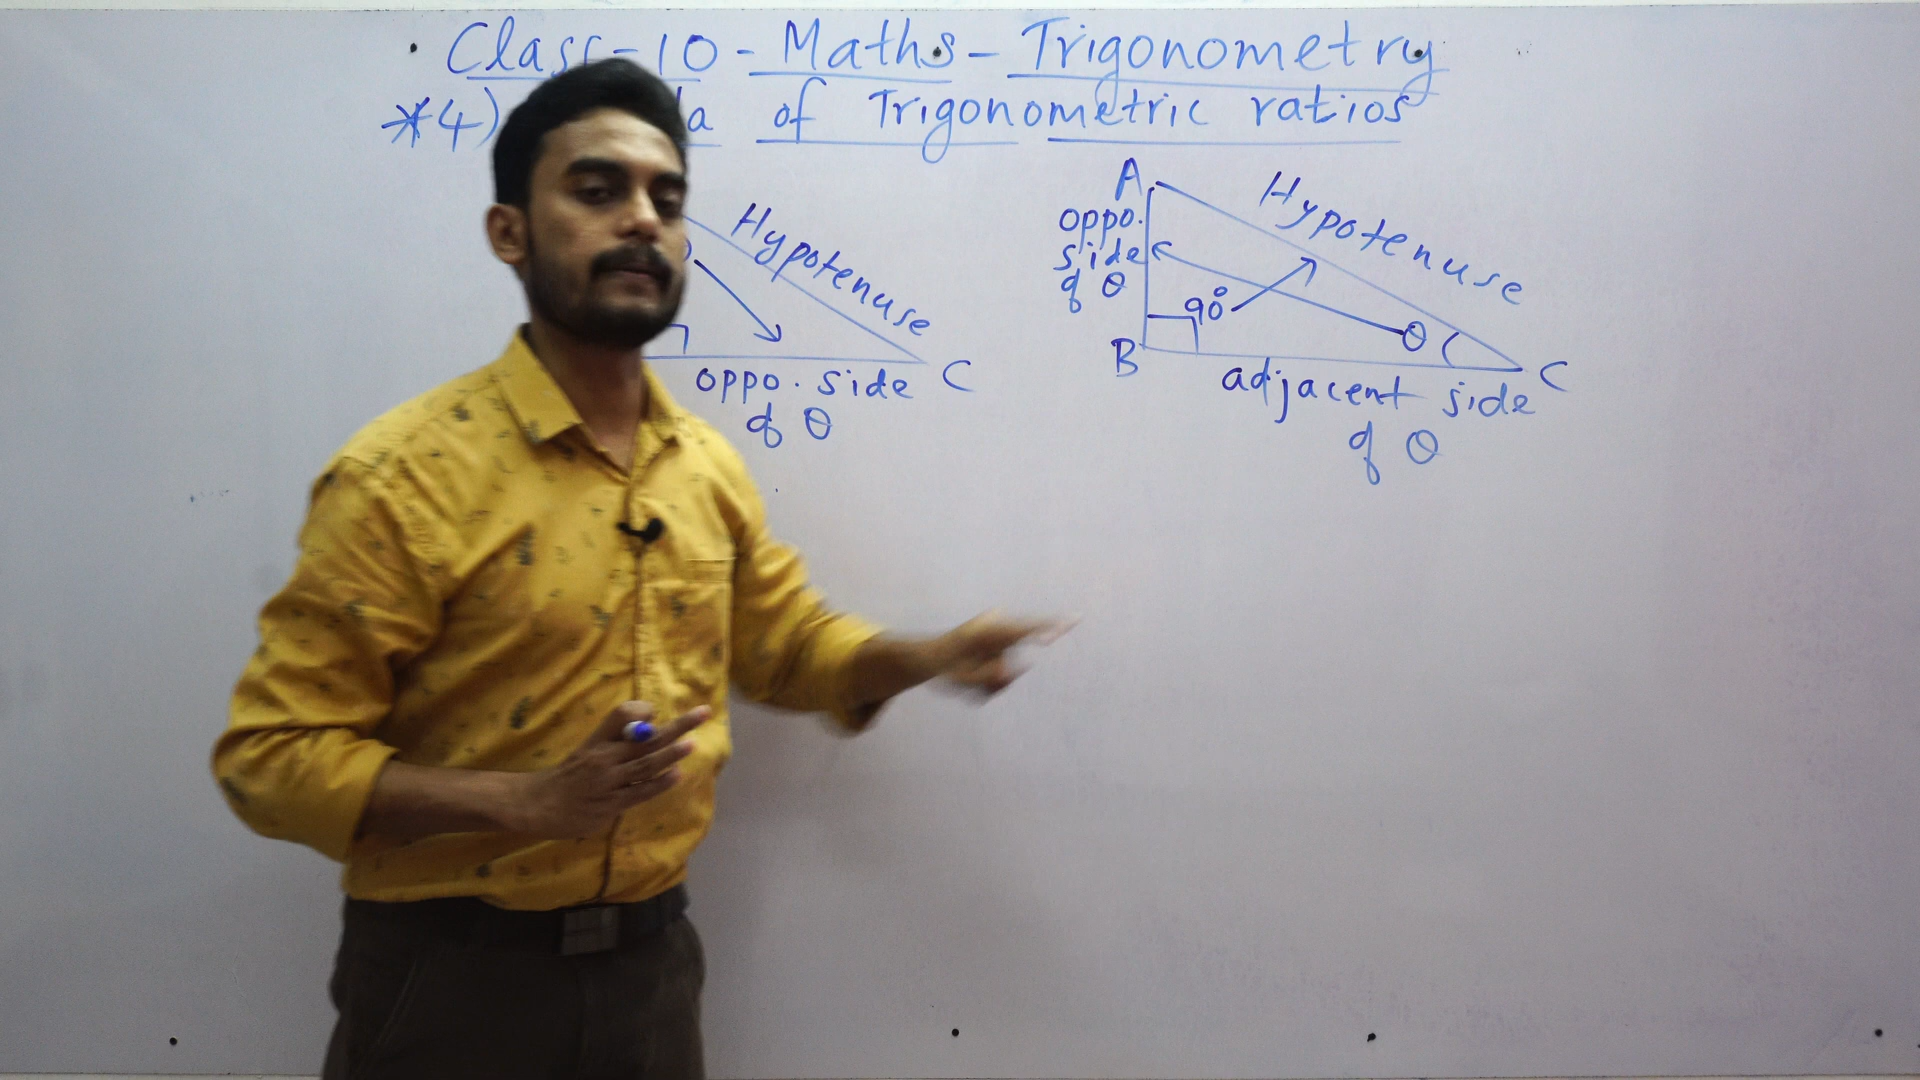 Class-10 - Maths - Trigonometry
*4) of Trigonometric ratios
Hypotenuse
C
oppo. side
of θ
A
Hypotenuse
oppo.
side
of θ
90°
θ
B
C
adjacent side
of θ